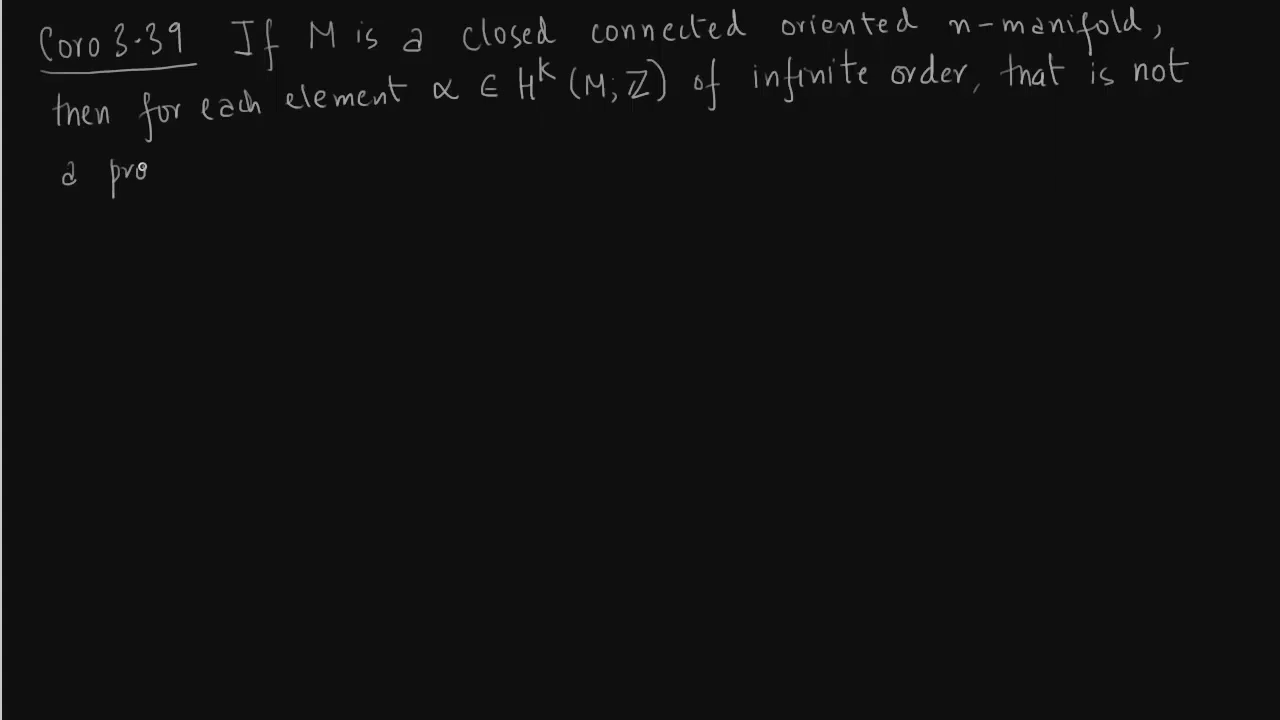 Coro 3.39 If M is a closed connected oriented n-manifold,
then for each element α ∈ H^k (M; ℤ) of infinite order, that is not
a pro